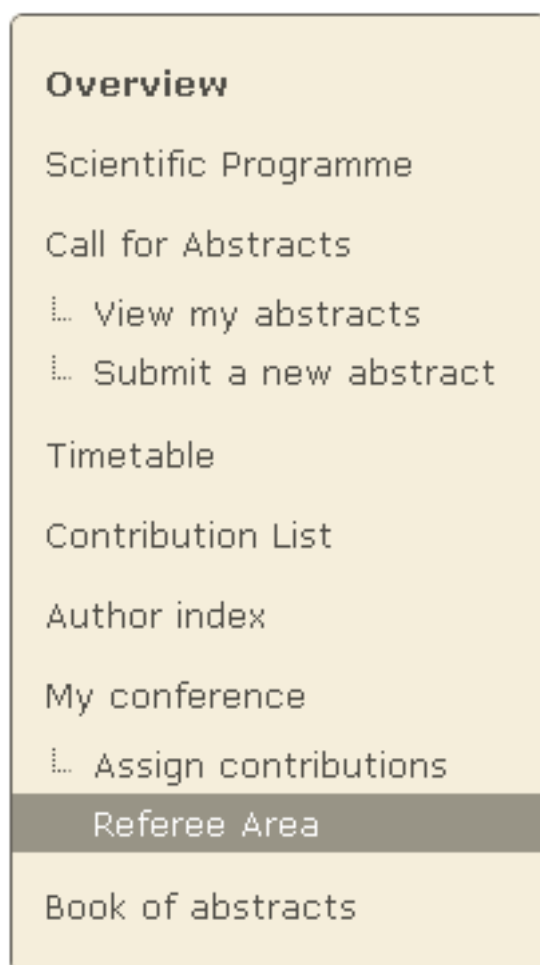 Overview
Scientific Programme
Call for Abstracts
View my abstracts
Submit a new abstract
Timetable
Contribution List
Author index
My conference
Assign contributions
Referee Area
Book of abstracts